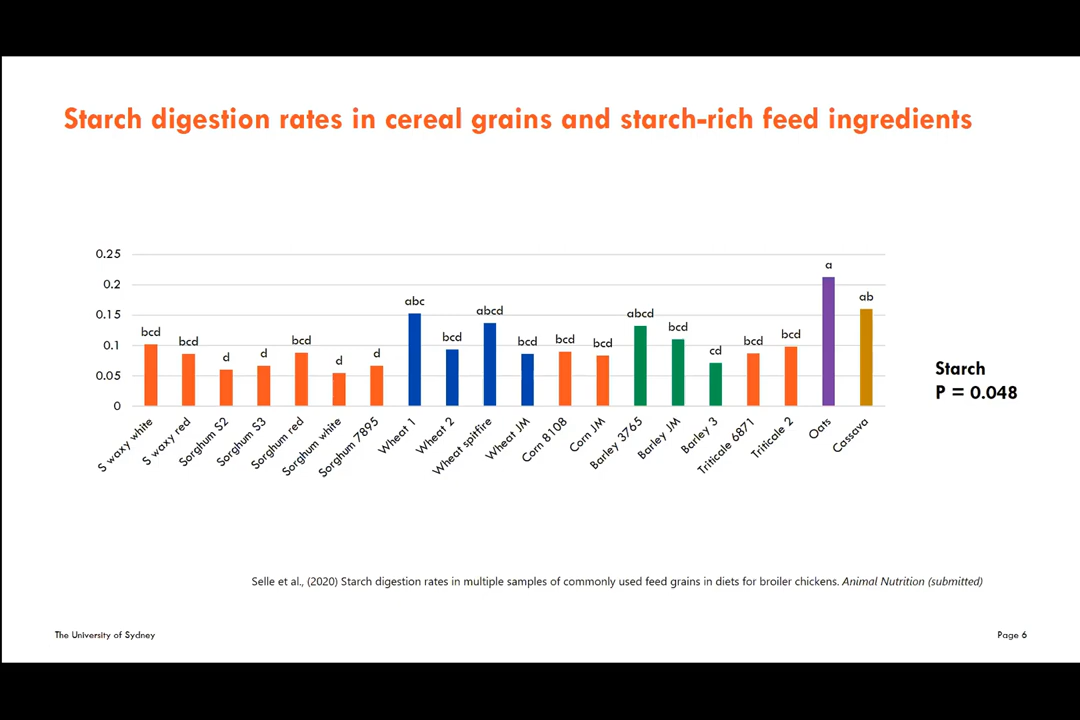 Starch digestion rates in cereal grains and starch-rich feed ingredients
0.25
0.2
0.15
0.1
0.05
0
bcd
bcd
d
d
bcd
d
d
abc
bcd
abcd
bcd
bcd
bcd
abcd
bcd
cd
bcd
bcd
a
ab
S waxy white
S waxy red
Sorghum S2
Sorghum S3
Sorghum red
Sorghum white
Sorghum 7895
Wheat 1
Wheat 2
Wheat spitfire
Wheat JM
Corn 8108
Corn JM
Barley 3765
Barley JM
Barley 3
Triticale 6871
Triticale 2
Oats
Cassava
Starch
P = 0.048
Selle et al., (2020) Starch digestion rates in multiple samples of commonly used feed grains in diets for broiler chickens. Animal Nutrition (submitted)
The University of Sydney
Page 6